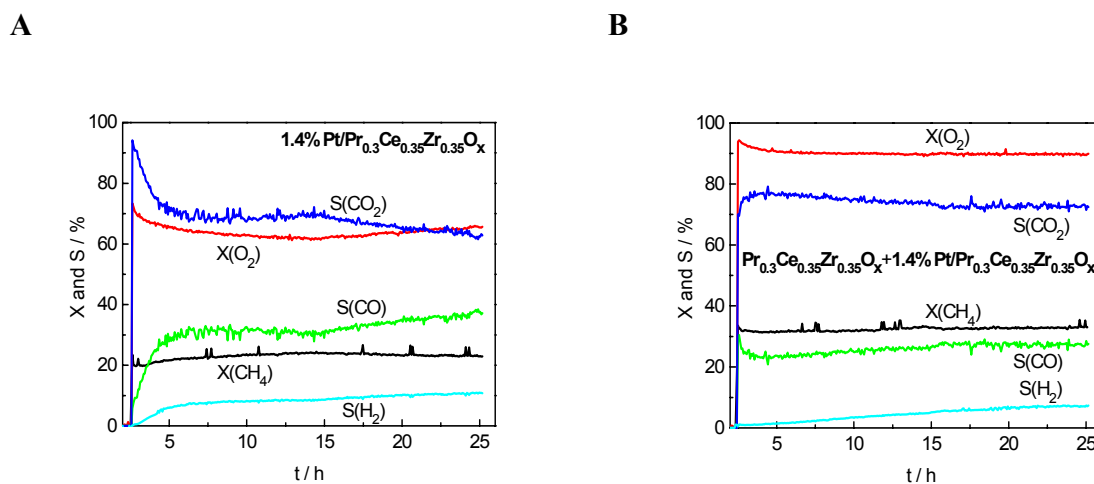 A
B
1.4% Pt/Pr0.3Ce0.35Zr0.35Ox
X and S / %
100
80
60
40
20
0
S(CO2)
X(O2)
S(CO)
X(CH4)
S(H2)
5
10
15
20
25
t / h
X and S / %
100
80
60
40
20
0
X(O2)
S(CO2)
Pr0.3Ce0.35Zr0.35Ox+1.4% Pt/Pr0.3Ce0.35Zr0.35Ox
X(CH4)
S(CO)
S(H2)
5
10
15
20
25
t / h